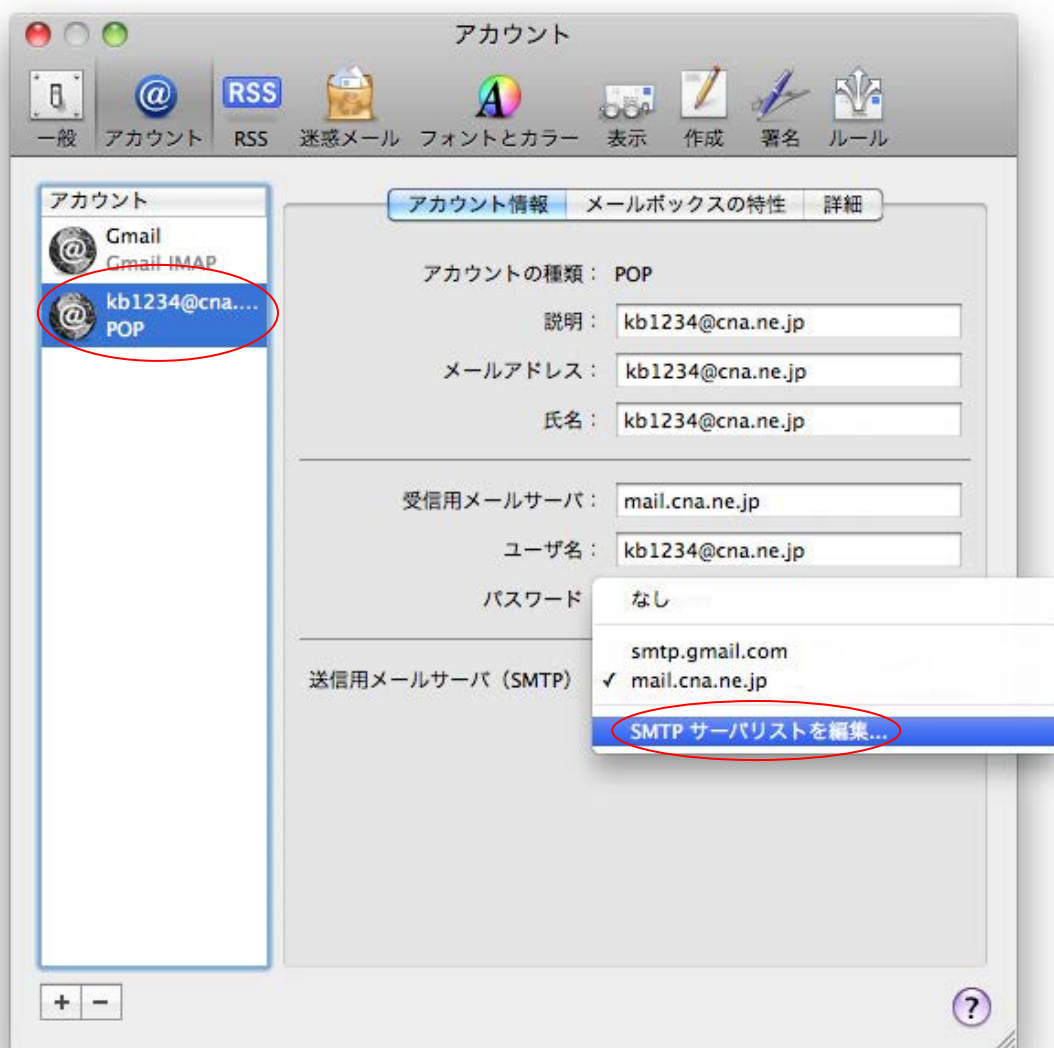 アカウント
RSS
一般 アカウント RSS 迷惑メール フォントとカラー 表示 作成 署名 ルール
アカウント
Gmail
Gmail IMAP
kb1234@cna....
POP
アカウント情報 メールボックスの特性 詳細
アカウントの種類： POP
説明： kb1234@cna.ne.jp
メールアドレス： kb1234@cna.ne.jp
氏名： kb1234@cna.ne.jp
受信用メールサーバ： mail.cna.ne.jp
ユーザ名： kb1234@cna.ne.jp
パスワード
なし
smtp.gmail.com
送信用メールサーバ（SMTP） ✓ mail.cna.ne.jp
SMTP サーバリストを編集...
+ −
?